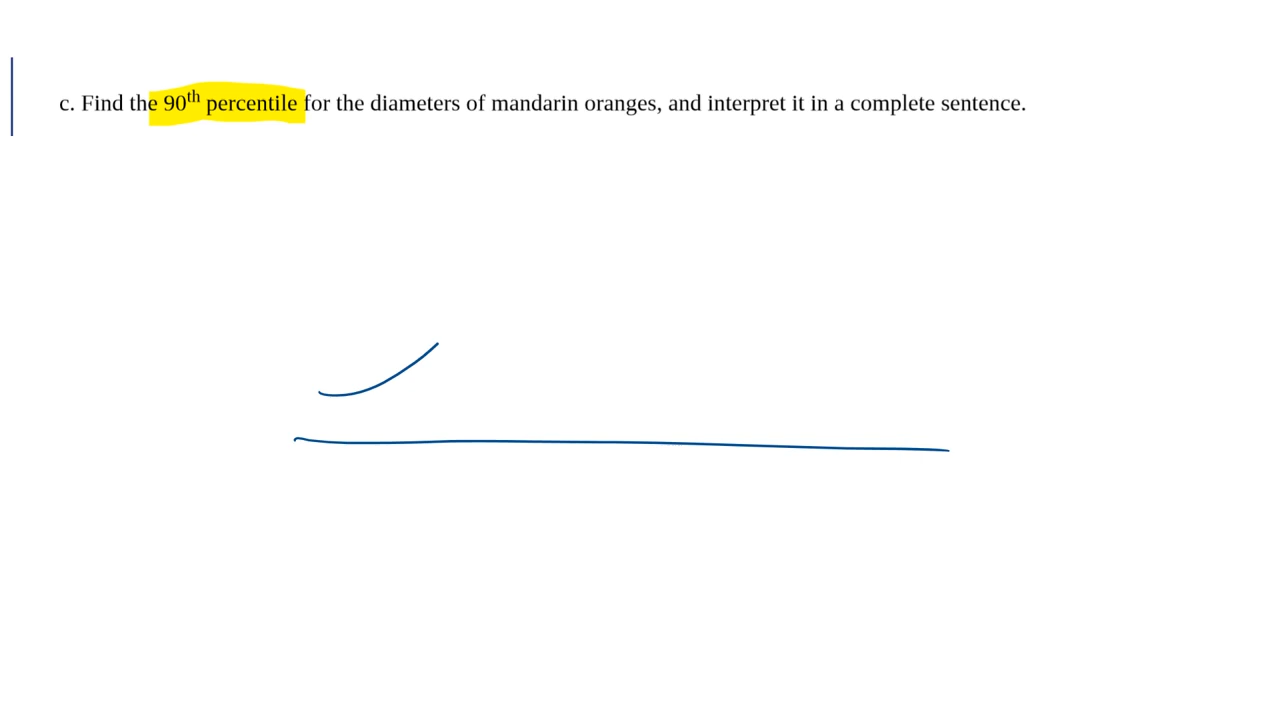 c. Find the 90th percentile for the diameters of mandarin oranges, and interpret it in a complete sentence.